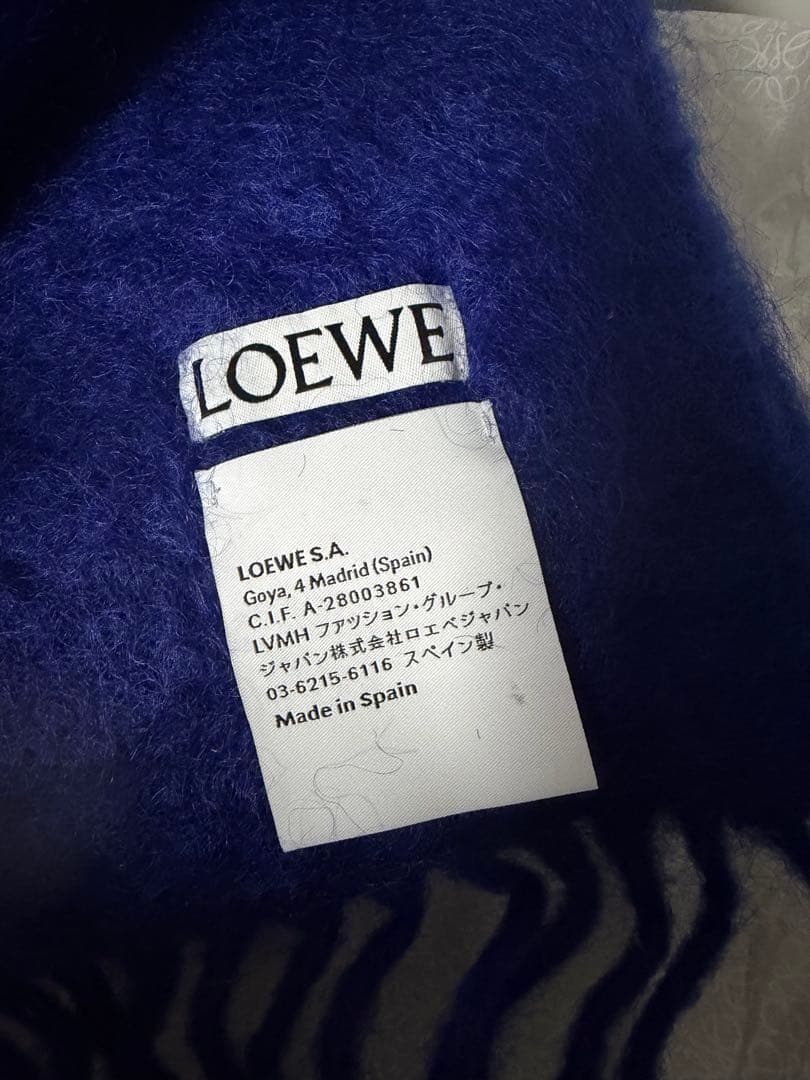 LOEWE
LOEWE S.A.
Goya, 4 Madrid (Spain)
C.I.F. A-28003861
LVMH ファッション・グループ・
ジャパン株式会社ロエベジャパン
03-6215-6116 スペイン製
Made in Spain